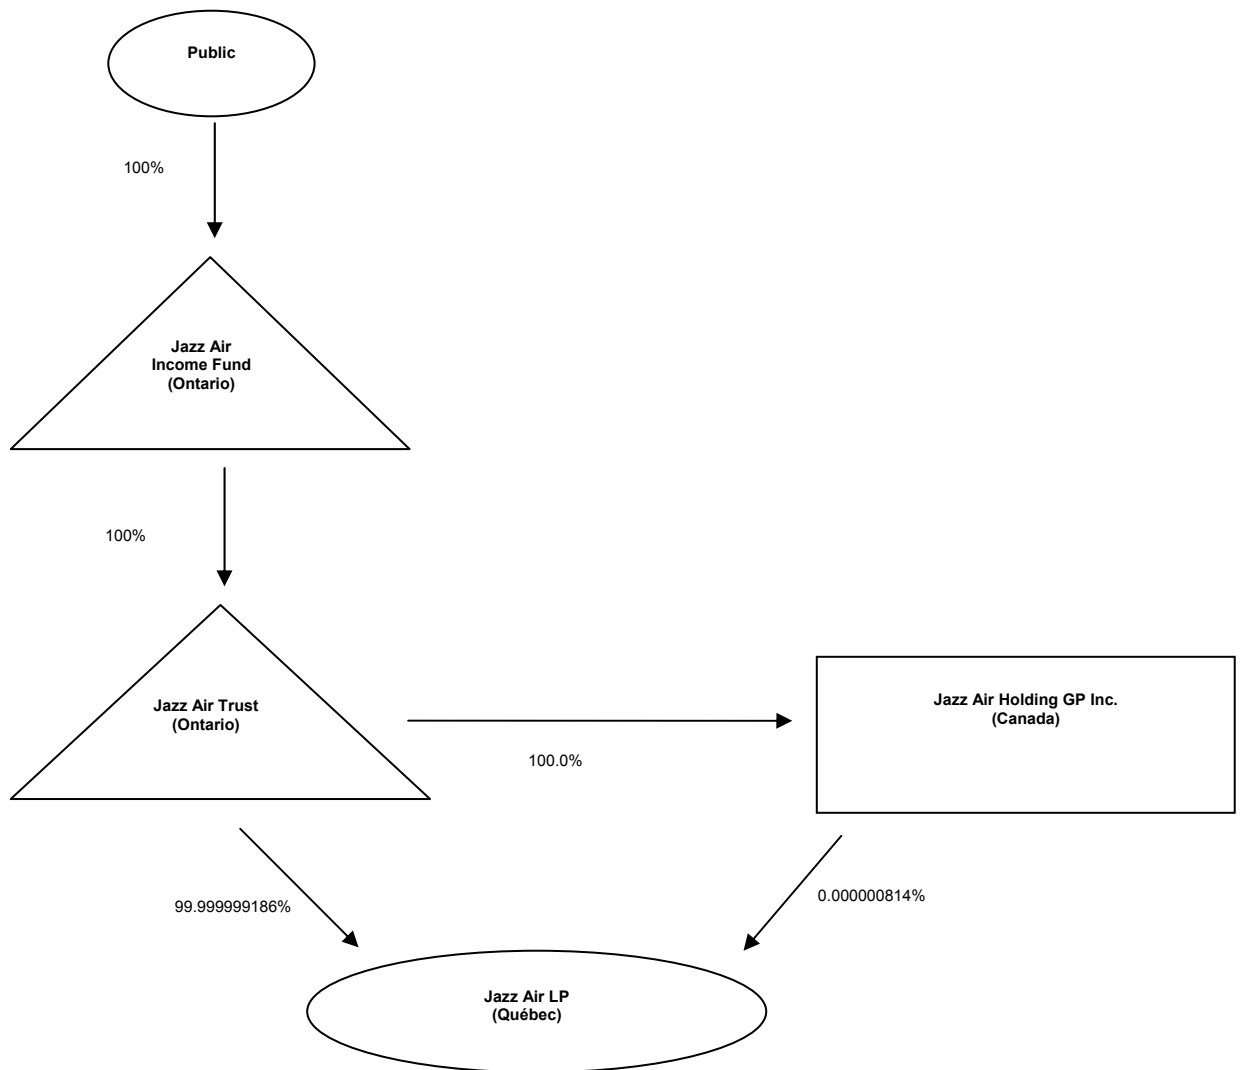 Public
100%
Jazz Air
Income Fund
(Ontario)
100%
Jazz Air Trust
(Ontario)
Jazz Air Holding GP Inc.
(Canada)
100.0%
99.999999186%
0.000000814%
Jazz Air LP
(Québec)